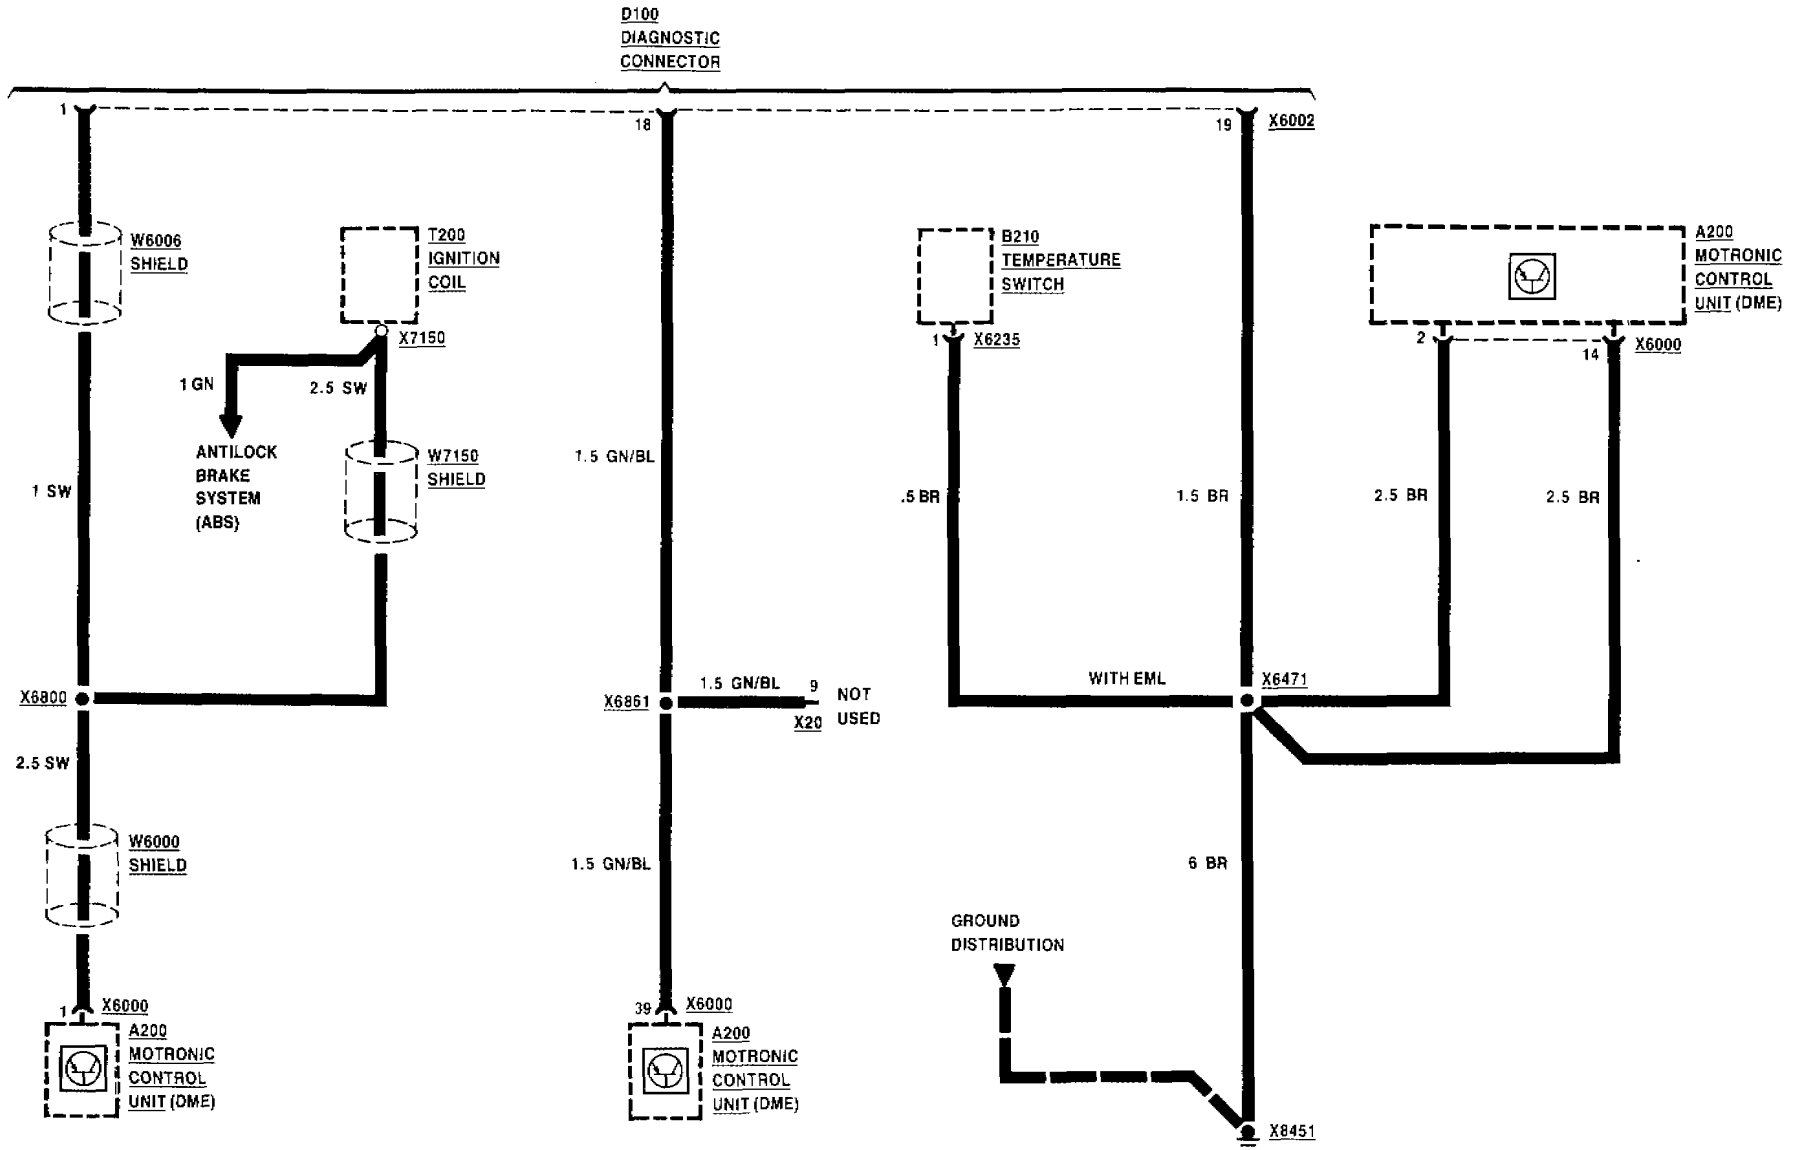 D100
DIAGNOSTIC
CONNECTOR
1
18
19
X6002
W6006
SHIELD
T200
IGNITION
COIL
X7150
B210
TEMPERATURE
SWITCH
1
X6235
A200
MOTRONIC
CONTROL
UNIT (DME)
2
14
X6000
1 GN
2.5 SW
ANTILOCK
BRAKE
SYSTEM
(ABS)
W7150
SHIELD
1 SW
1.5 GN/BL
.5 BR
1.5 BR
2.5 BR
2.5 BR
X6800
X6861
1.5 GN/BL
9
X20
NOT
USED
WITH EML
X6471
2.5 SW
W6000
SHIELD
1.5 GN/BL
6 BR
GROUND
DISTRIBUTION
1
X6000
A200
MOTRONIC
CONTROL
UNIT (DME)
39
X6000
A200
MOTRONIC
CONTROL
UNIT (DME)
X8451